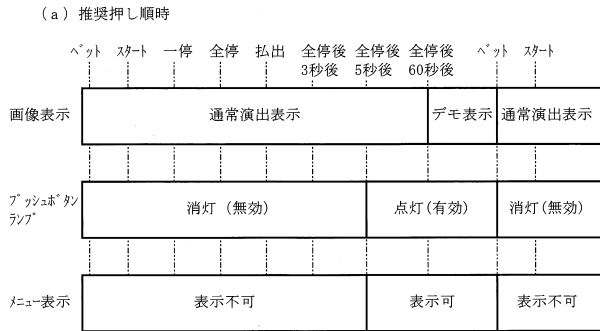 (a) 推奨押し順時
ﾍﾞｯﾄ ｽﾀｰﾄ 一停 全停 払出 全停後 全停後 全停後 ﾍﾞｯﾄ ｽﾀｰﾄ
3秒後 5秒後 60秒後
画像表示 通常演出表示 デモ表示 通常演出表示
ﾌﾟｯｼｭﾎﾞﾀﾝ
ﾗﾝﾌﾟ 消灯 (無効) 点灯(有効) 消灯(無効)
ﾒﾆｭｰ表示 表示不可 表示可 表示不可